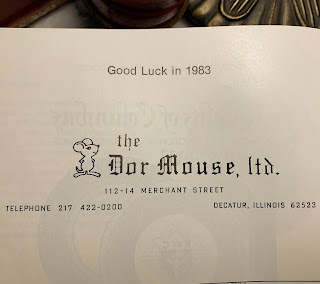 Good Luck in 1983
the
Dor Mouse, ltd.
112-14 MERCHANT STREET
TELEPHONE 217 422-0200 DECATUR, ILLINOIS 62523